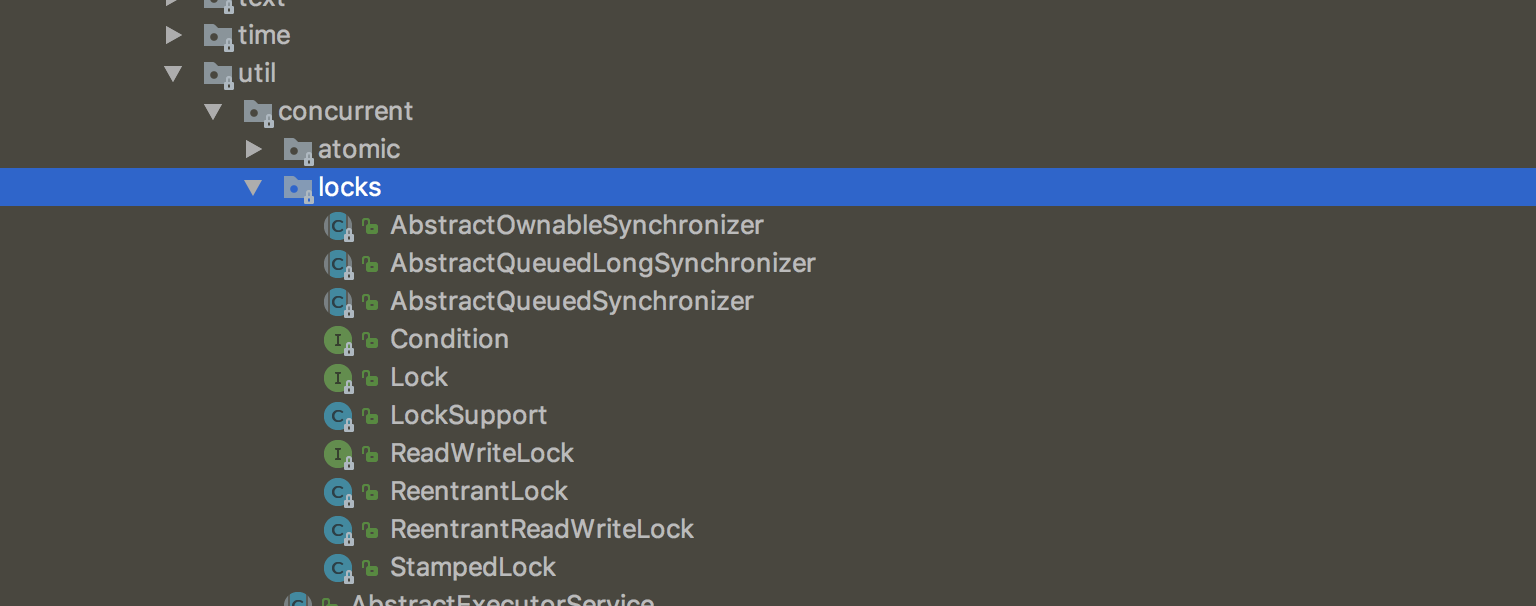 text
time
util
concurrent
atomic
locks
AbstractOwnableSynchronizer
AbstractQueuedLongSynchronizer
AbstractQueuedSynchronizer
Condition
Lock
LockSupport
ReadWriteLock
ReentrantLock
ReentrantReadWriteLock
StampedLock
AbstractExecutorService